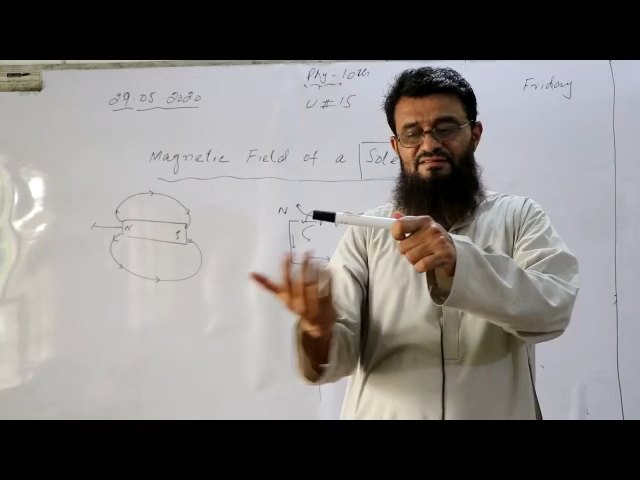 Phy - 10th
29-05-2020
U # 15
Friday
Magnetic Field of a Sole
N
N S